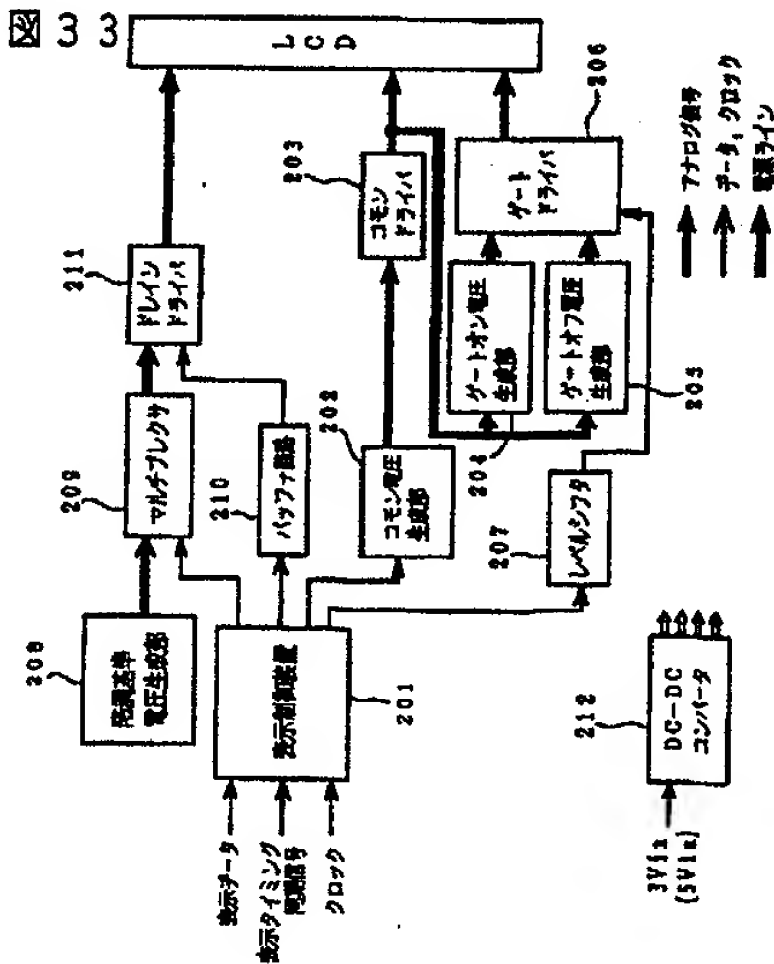 図33
LCD
206
203
コモン
ドライバ
ゲート
ドライバ
アナログ信号
データ, クロック
電源ライン
211
ドレイン
ドライバ
ゲートオン電圧
生成部
ゲートオフ電圧
生成部
205
204
202
コモン電圧
生成部
209
マルチプレクサ
210
バッファ回路
207
レベルシフタ
208
階調基準
電圧生成部
表示制御装置
201
表示データ
表示タイミング
同期信号
クロック
212
DC-DC
コンバータ
3Vin
(5Vin)